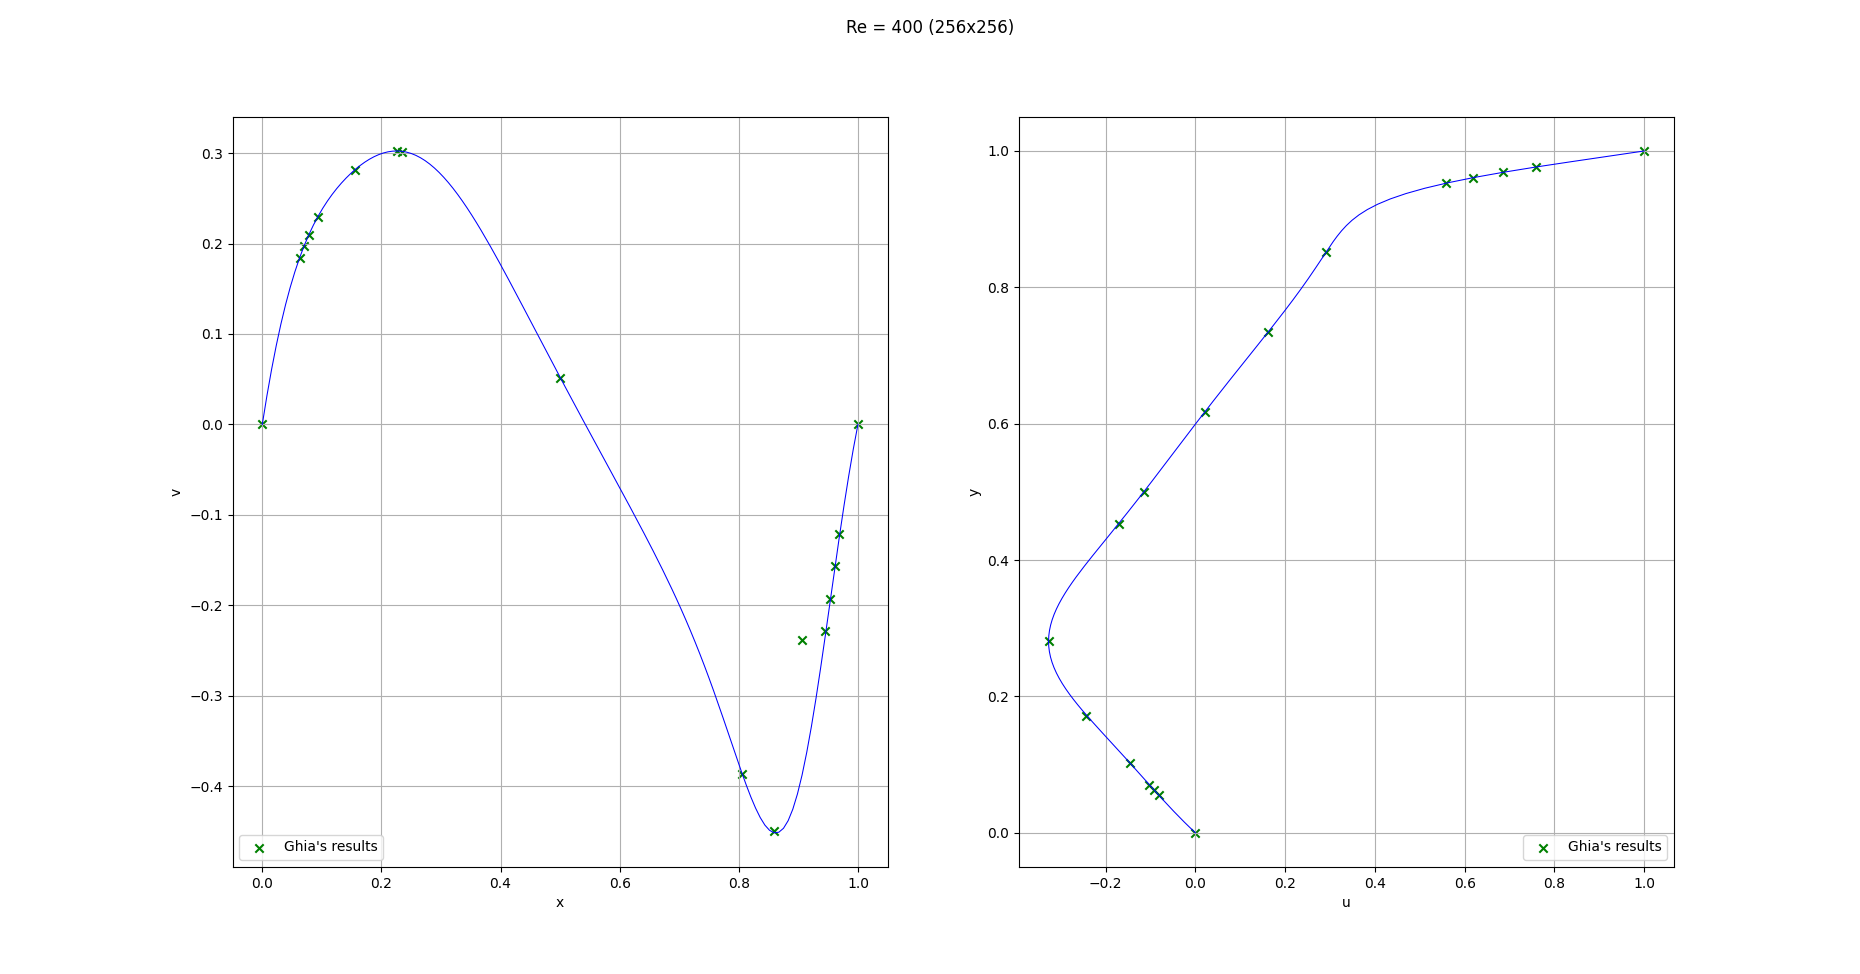 Re = 400 (256x256)
0.3
0.2
0.1
0.0
−0.1
−0.2
−0.3
−0.4
v
0.0 0.2 0.4 0.6 0.8 1.0
x
Ghia's results
1.0
0.8
0.6
0.4
0.2
0.0
y
−0.2 0.0 0.2 0.4 0.6 0.8 1.0
u
Ghia's results